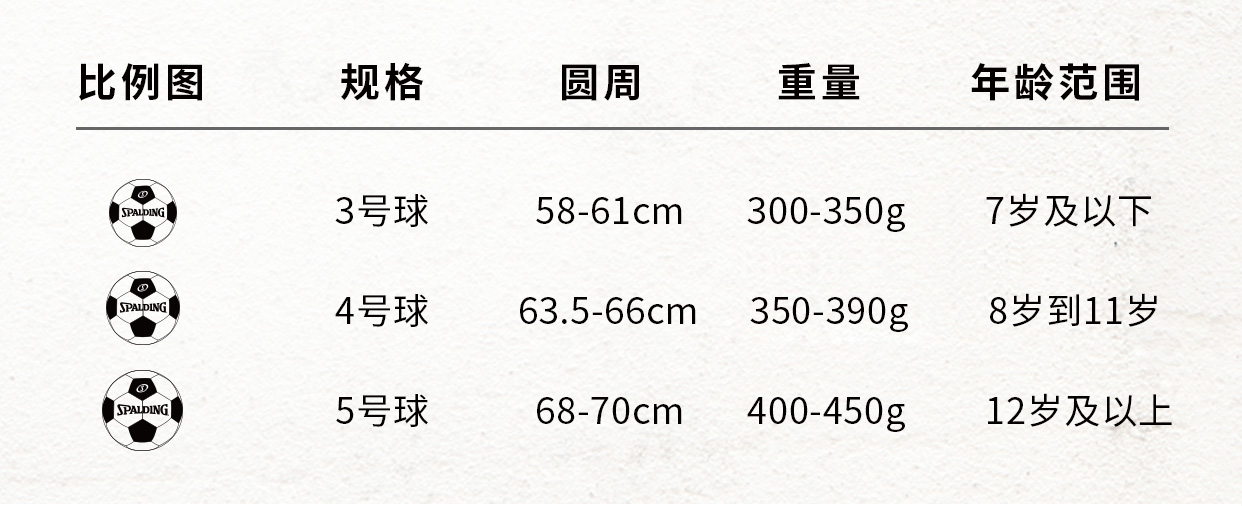 比例图 规格 圆周 重量 年龄范围
SPALDING 3号球 58-61cm 300-350g 7岁及以下
SPALDING 4号球 63.5-66cm 350-390g 8岁到11岁
SPALDING 5号球 68-70cm 400-450g 12岁及以上